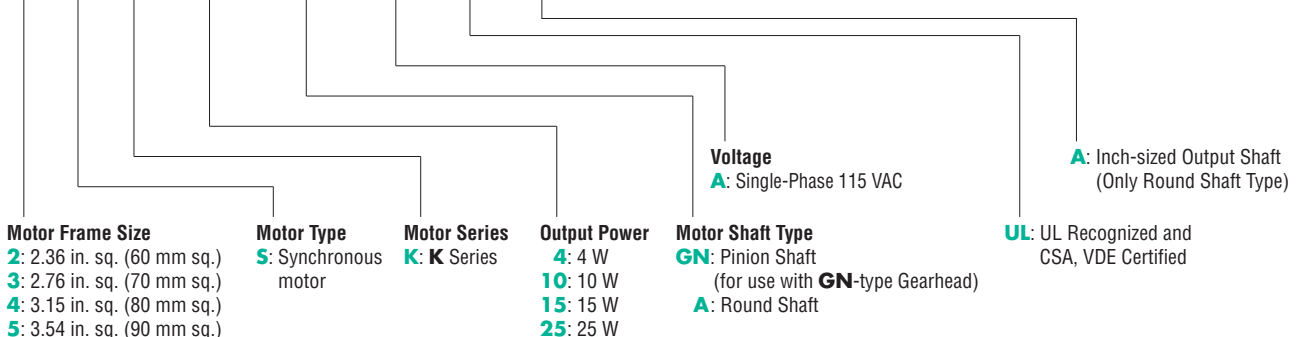 Voltage
A: Single-Phase 115 VAC
A: Inch-sized Output Shaft
(Only Round Shaft Type)
Motor Frame Size
2: 2.36 in. sq. (60 mm sq.)
3: 2.76 in. sq. (70 mm sq.)
4: 3.15 in. sq. (80 mm sq.)
5: 3.54 in. sq. (90 mm sq.)
Motor Type
S: Synchronous
motor
Motor Series
K: K Series
Output Power
4: 4 W
10: 10 W
15: 15 W
25: 25 W
Motor Shaft Type
GN: Pinion Shaft
(for use with GN-type Gearhead)
A: Round Shaft
UL: UL Recognized and
CSA, VDE Certified